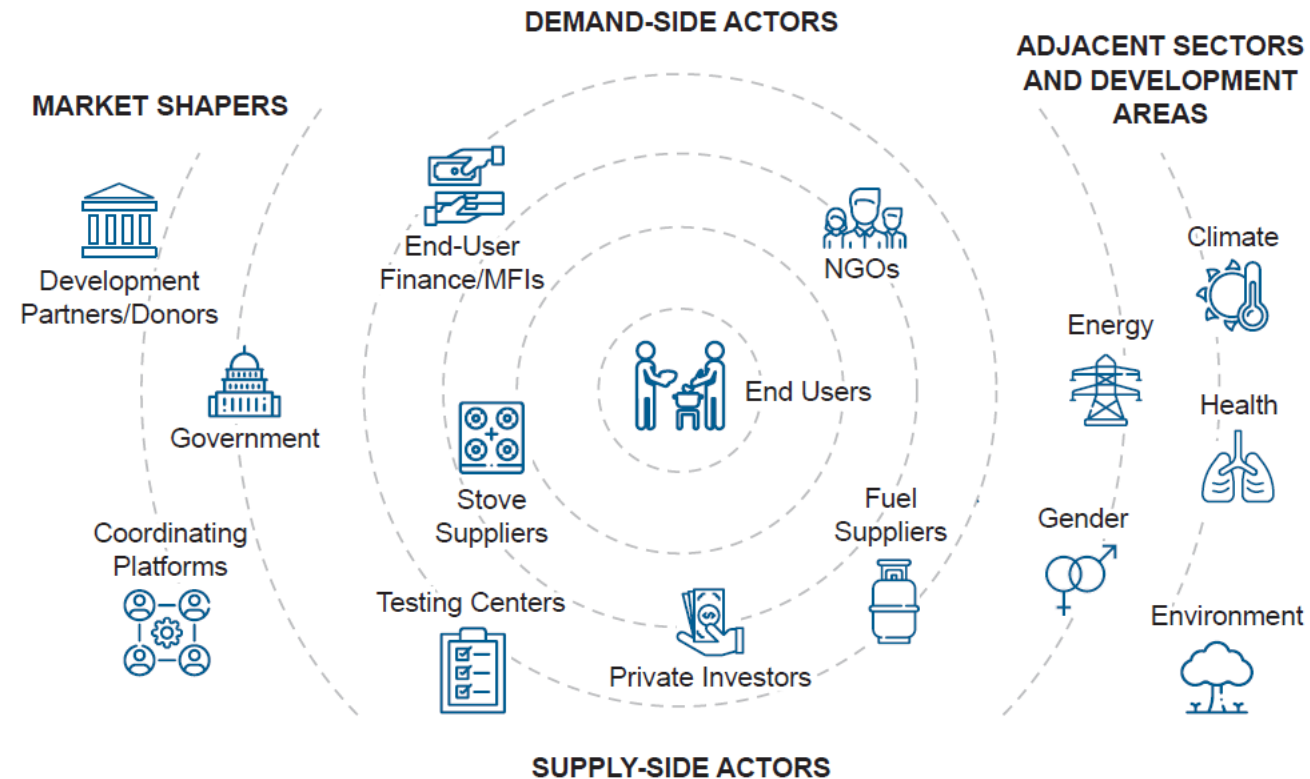 DEMAND-SIDE ACTORS
ADJACENT SECTORS
AND DEVELOPMENT
AREAS
MARKET SHAPERS
Development
Partners/Donors
Government
Coordinating
Platforms
End-User
Finance/MFIs
NGOs
End Users
Stove
Suppliers
Fuel
Suppliers
Testing Centers
Private Investors
Climate
Energy
Health
Gender
Environment
SUPPLY-SIDE ACTORS